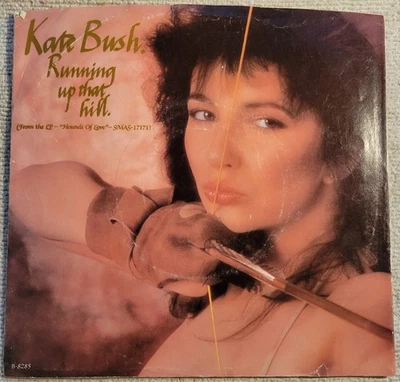 Kate Bush.
Running
up that
hill.
(From the LP - "Hounds Of Love" - SMAS-17171)
B-8285